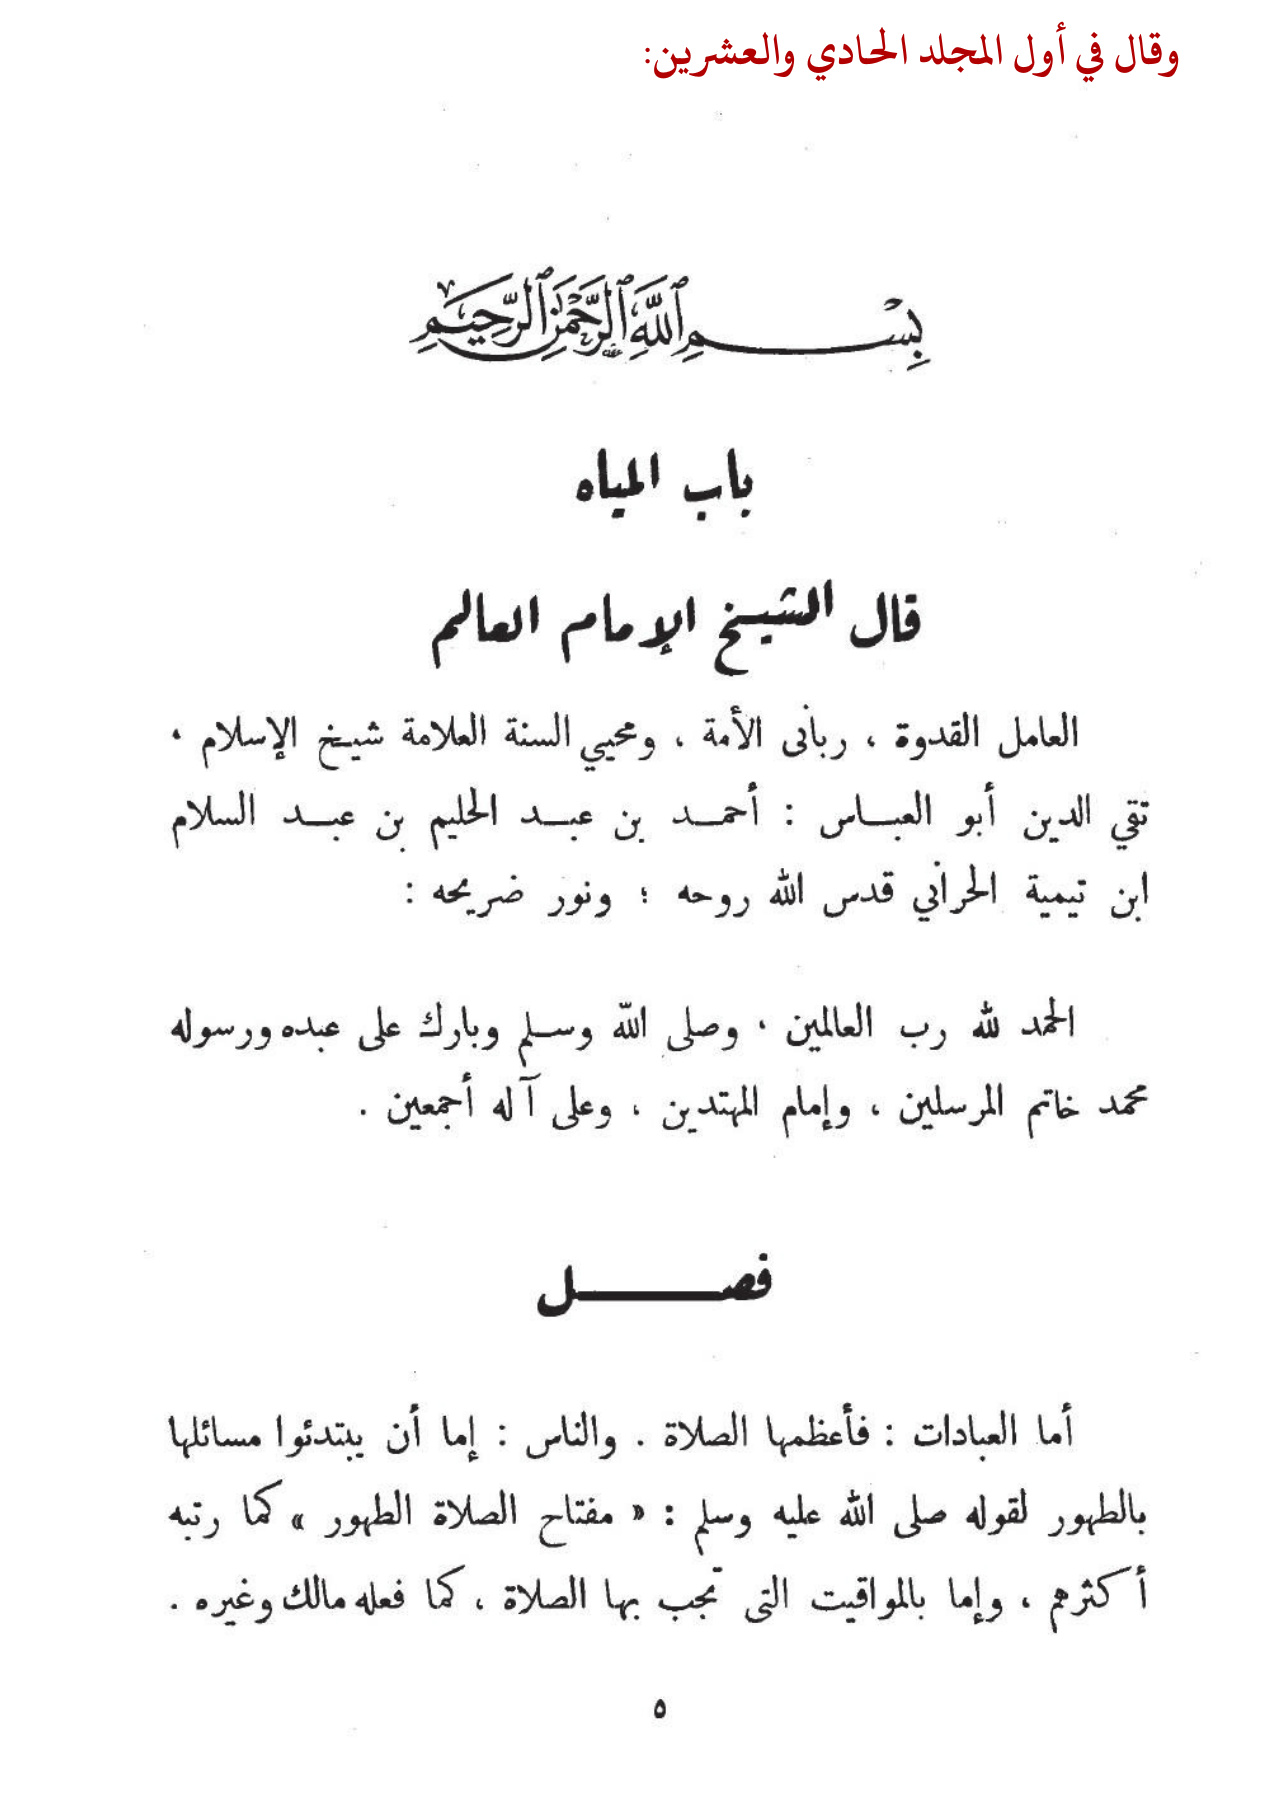 وقال في أول المجلد الحادي والعشرين:
بِسْمِ ٱللَّهِ ٱلرَّحْمَٰنِ ٱلرَّحِيمِ
باب المياه
قال الشيخ الإمام العالم
العامل القدوة ، رباني الأمة ، ومحيي السنة العلامة شيخ الإسلام ،
تقي الدين أبو العباس : أحمد بن عبد الحليم بن عبد السلام
ابن تيمية الحراني قدس الله روحه ؛ ونور ضريحه :
الحمد لله رب العالمين ، وصلى الله وسلم وبارك على عبده ورسوله
محمد خاتم المرسلين ، وإمام المهتدين ، وعلى آله أجمعين .
فصل
أما العبادات : فأعظمها الصلاة . والناس : إما أن يبتدئوا مسائلها
بالطهور لقوله صلى الله عليه وسلم : « مفتاح الصلاة الطهور » كما رتبه
أكثرهم ، وإما بالمواقيت التى تجب بها الصلاة ، كما فعله مالك وغيره .
٥